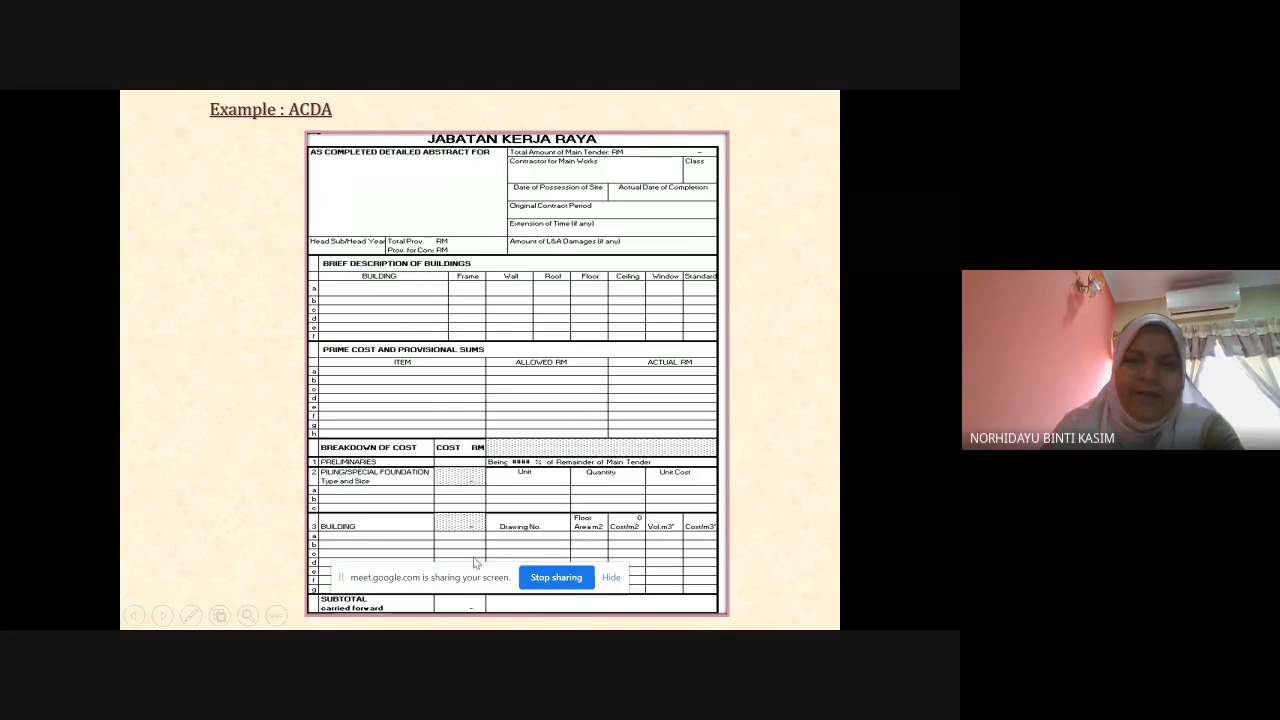 Example : ACDA
JABATAN KERJA RAYA
AS COMPLETED DETAILED ABSTRACT FOR
Total Amount of Main Tender: RM -
Contractor for Main Works
Class
Date of Possession of Site
Actual Date of Completion
Original Contract Period
Extension of Time (if any)
Head Sub/Head Year
Total Prov. RM
Prov. for Con: RM
Amount of L&A Damages (if any)
BRIEF DESCRIPTION OF BUILDINGS
BUILDING Frame Wall Roof Floor Ceiling Window Standard
a
b
c
d
e
f
PRIME COST AND PROVISIONAL SUMS
ITEM ALLOWED RM ACTUAL RM
a
b
c
d
e
f
g
h
BREAKDOWN OF COST COST RM
1 PRELIMINARIES Being #### % of Remainder of Main Tender
2 PILING/SPECIAL FOUNDATION Unit Quantity Unit Cost
Type and Size -
a
b
c
Floor 0
3 BUILDING - Drawing No. Area m2 Cost/m2 Vol.m3" Cost/m3"
a
b
c
d
e
f
g
meet.google.com is sharing your screen. Stop sharing Hide
SUBTOTAL
carried forward -
NORHIDAYU BINTI KASIM